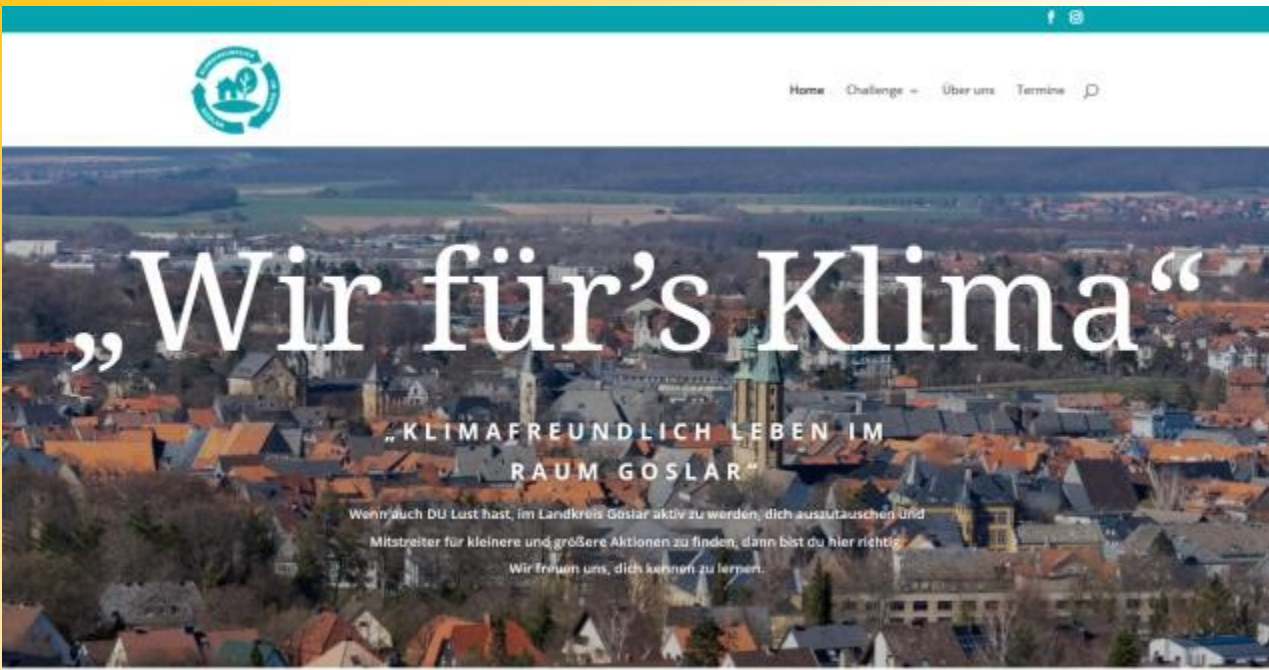 Home Challenge Über uns Termine
„Wir für’s Klima“
„KLIMAFREUNDLICH LEBEN IM
RAUM GOSLAR“
Wenn auch DU Lust hast, im Landkreis Goslar aktiv zu werden, dich auszutauschen und
Mitstreiter für kleinere und größere Aktionen zu finden, dann bist du hier richtig.
Wir freuen uns, dich kennen zu lernen.